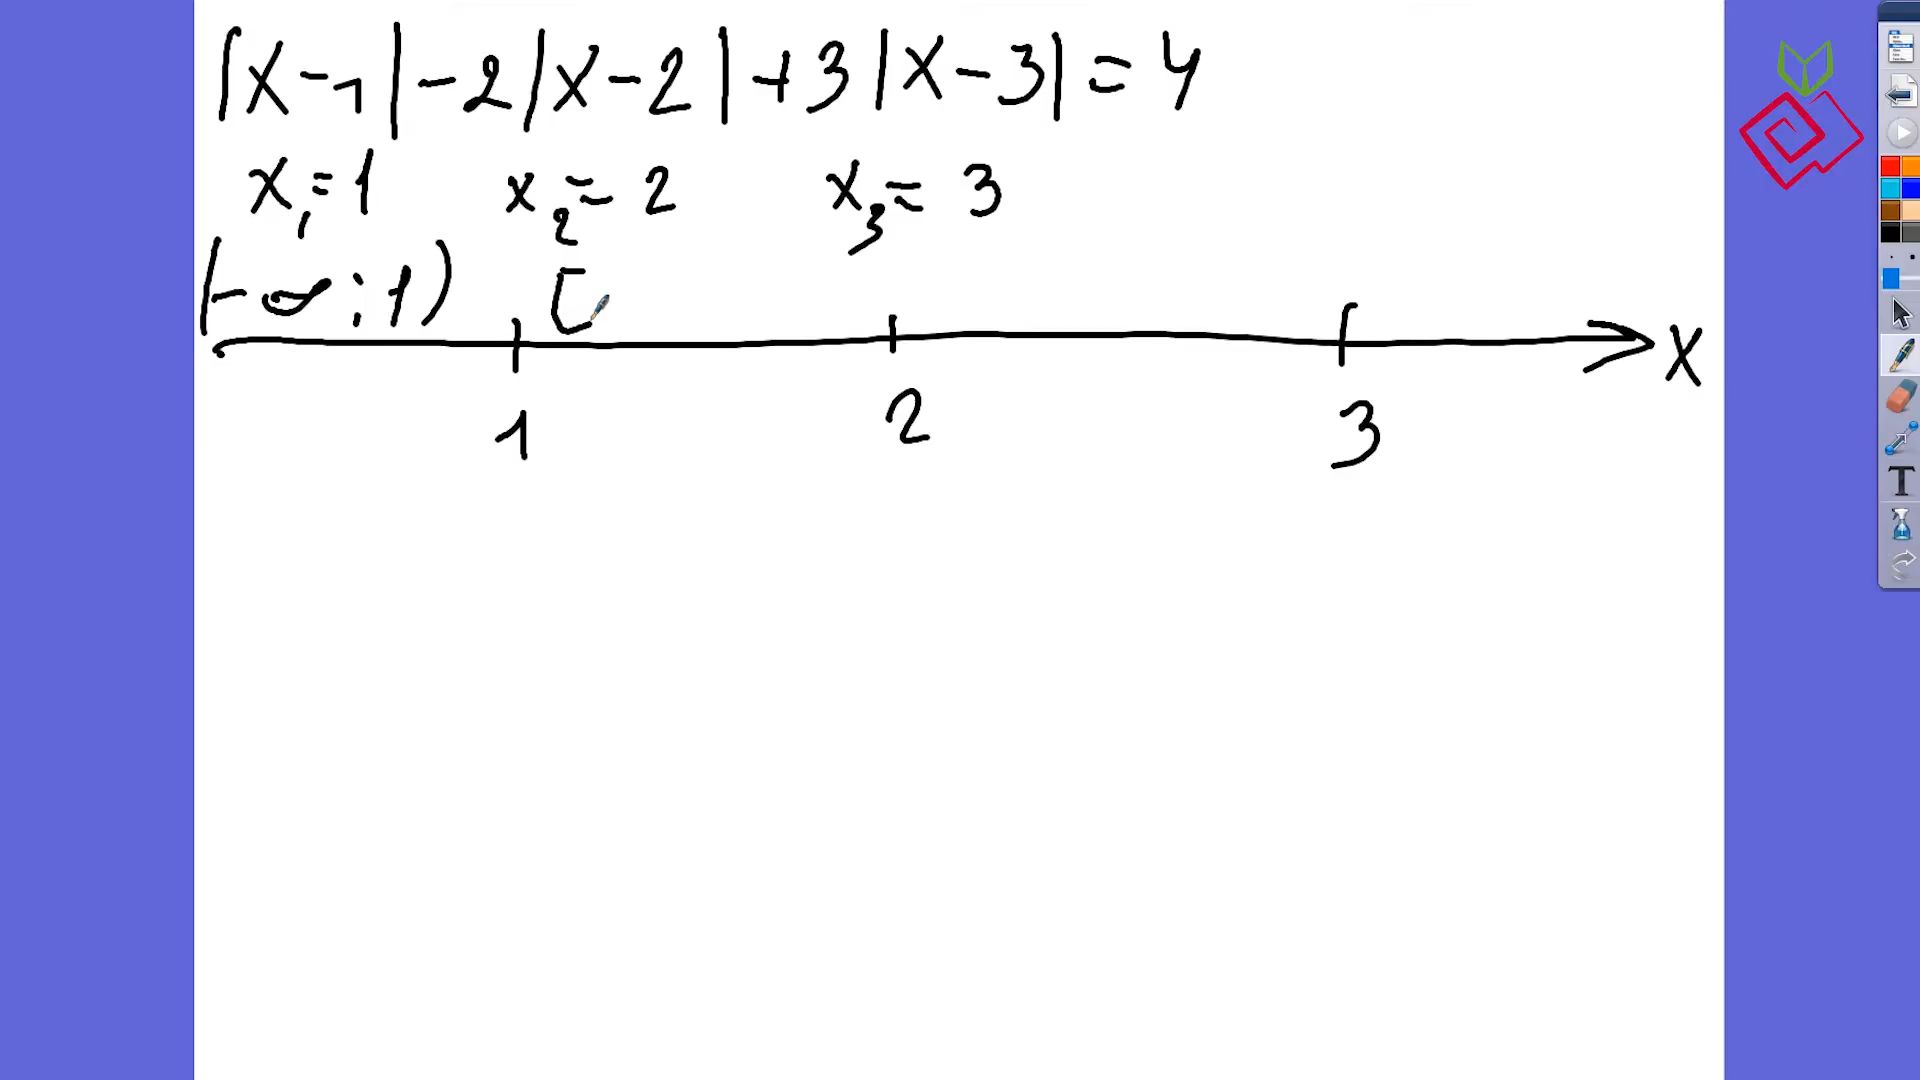 |x-1|-2|x-2|+3|x-3|=4
x₁=1 x₂=2 x₃=3
(-∞;1) [
x
1 2 3
T